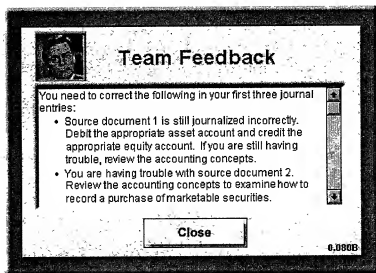 Team Feedback
You need to correct the following in your first three journal
entries:
• Source document 1 is still journalized incorrectly.
Debit the appropriate asset account and credit the
appropriate equity account. If you are still having
trouble, review the accounting concepts.
• You are having trouble with source document 2.
Review the accounting concepts to examine how to
record a purchase of marketable securities.
Close
0.080B